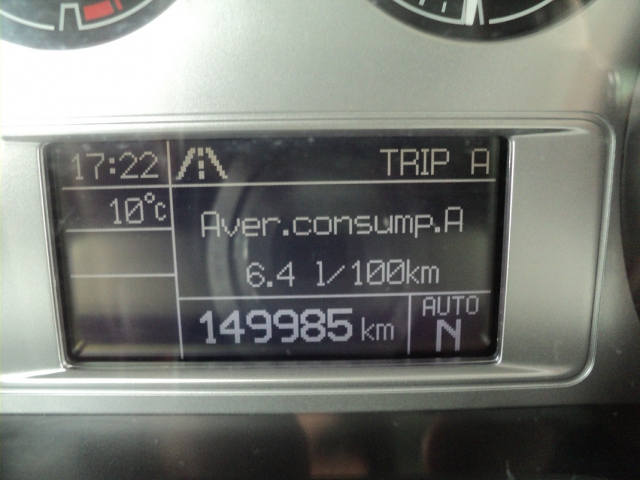 17:22 TRIP A
10°c
Aver.consump.A
6.4 l/100km
149985 km
AUTO
N